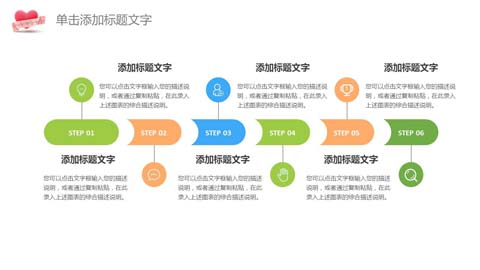 单击添加标题文字
添加标题文字
您可以点击文字框输入您的描述说
明，或者通过复制粘贴，在此录入
上述图表的综合描述说明。
添加标题文字
您可以点击文字框输入您的描述说
明，或者通过复制粘贴，在此录入
上述图表的综合描述说明。
添加标题文字
您可以点击文字框输入您的描述说
明，或者通过复制粘贴，在此录入
上述图表的综合描述说明。
STEP 01
STEP 02
STEP 03
STEP 04
STEP 05
STEP 06
添加标题文字
您可以点击文字框输入您的描述
说明，或者通过复制粘贴，在此
录入上述图表的综合描述说明。
添加标题文字
您可以点击文字框输入您的描述
说明，或者通过复制粘贴，在此
录入上述图表的综合描述说明。
添加标题文字
您可以点击文字框输入您的描述
说明，或者通过复制粘贴，在此
录入上述图表的综合描述说明。